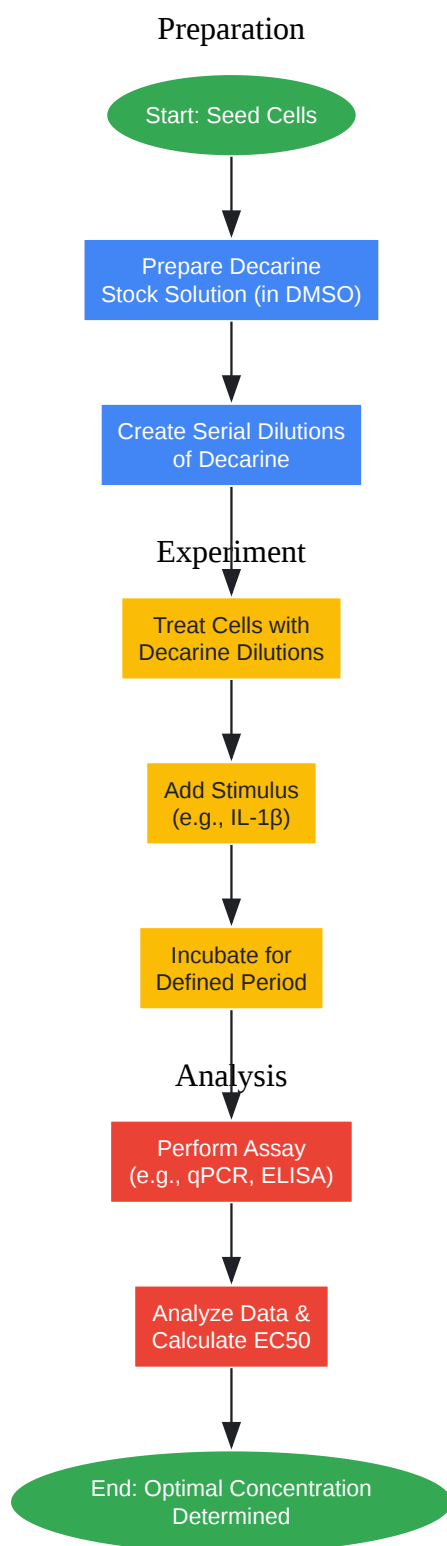 Preparation
Start: Seed Cells
Prepare Decarine
Stock Solution (in DMSO)
Create Serial Dilutions
of Decarine
Experiment
Treat Cells with
Decarine Dilutions
Add Stimulus
(e.g., IL-1β)
Incubate for
Defined Period
Analysis
Perform Assay
(e.g., qPCR, ELISA)
Analyze Data &
Calculate EC50
End: Optimal Concentration
Determined